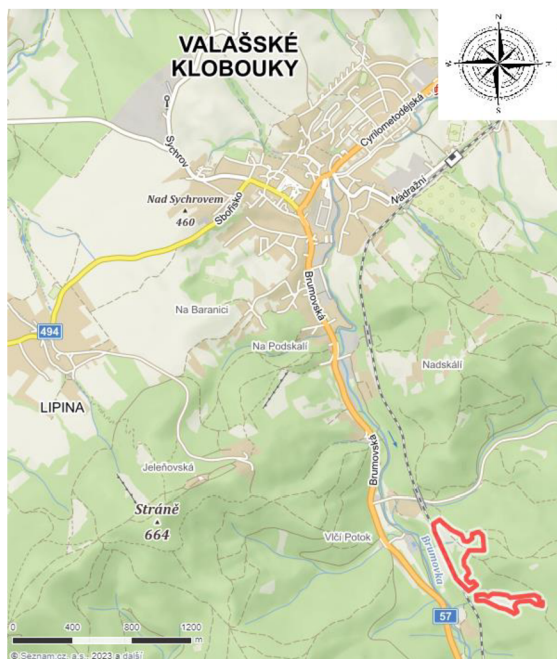 VALAŠSKÉ
KLOBOUKY
N
S
Cyrilometodějská
Sychrov
Nádražní
Nad Sychrovem
460
Sbořisko
Brumovská
Na Baranici
494
Na Podskalí
Nadskálí
LIPINA
Brumovská
Jeleňovská
Stráně
664
Vlčí Potok
Brumovka
57
0 400 800 1200
m
© Seznam.cz, a.s., 2023 a další